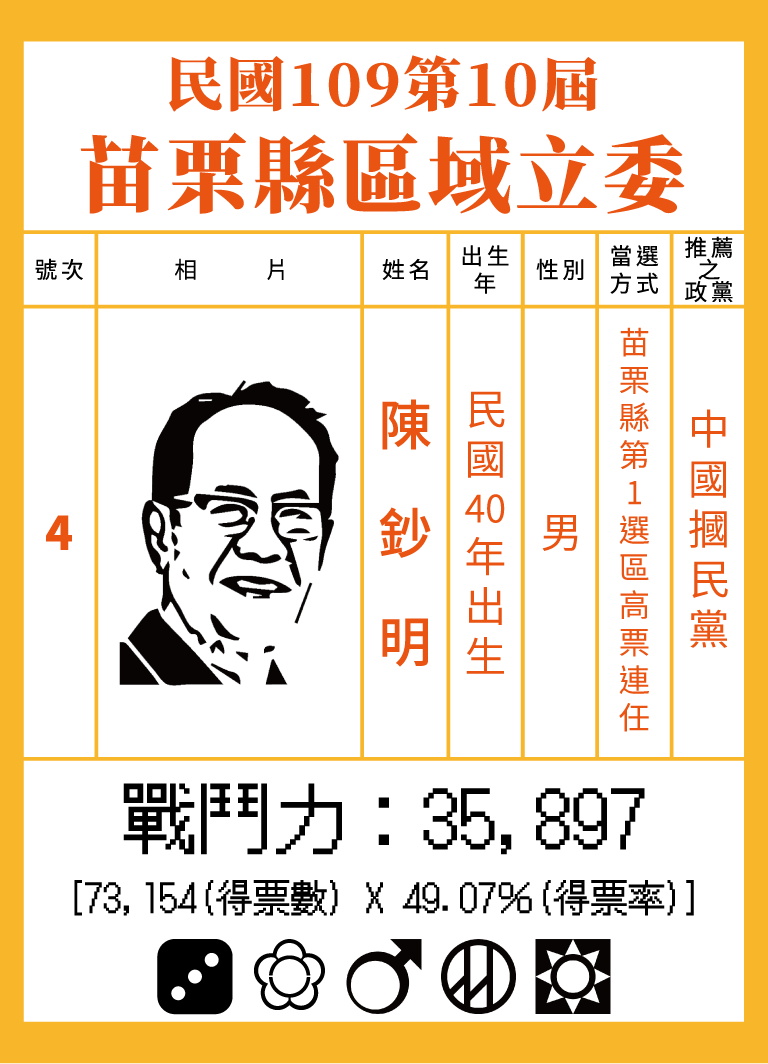 民國109第10屆
苗栗縣區域立委
號次
相片
姓名
出生年
性別
當選方式
推薦之政黨
4
陳鈔明
民國40年出生
男
苗栗縣第1選區高票連任
中國摑民黨
戰鬥力：35,897
[73,154(得票數) X 49.07%(得票率)]